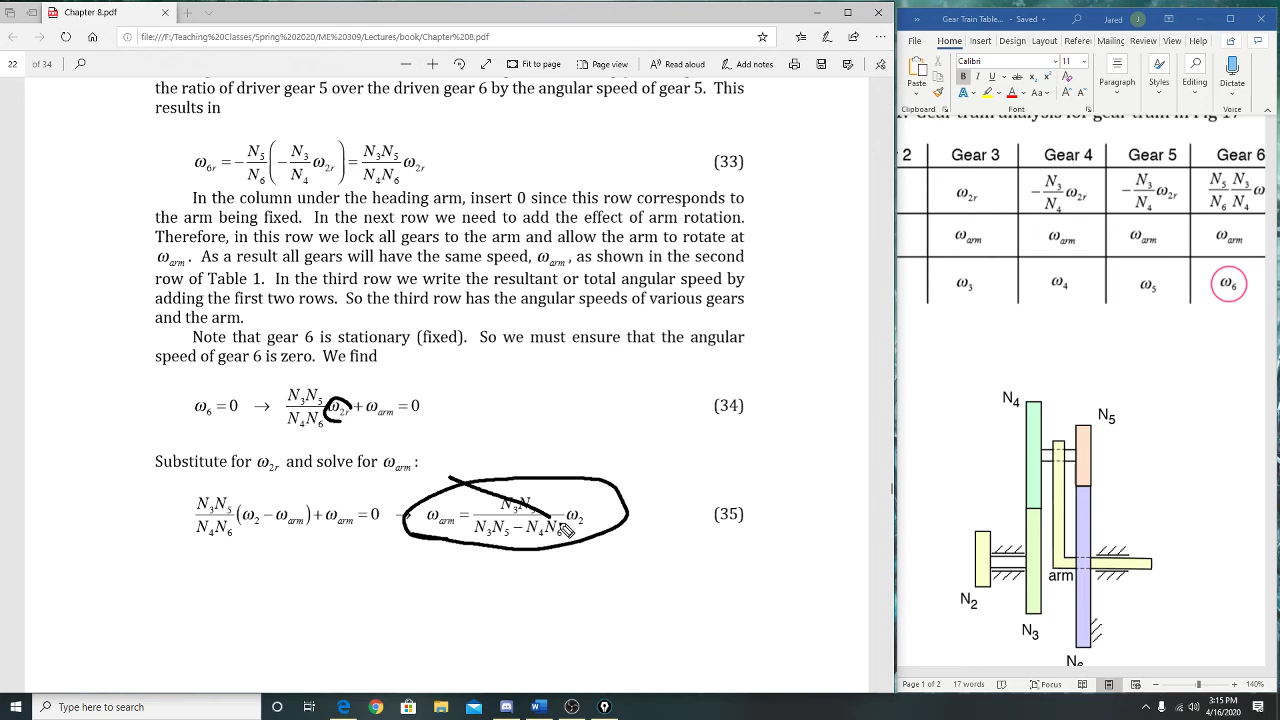 Chapter 8.pdf
file:///F:/Teaching%20Classes/Spring%202020/ME%20309/Lectures/book/Chapter%208.pdf
22 of 34
Fit to page
Page view
Read aloud
Add notes
the ratio of driver gear 5 over the driven gear 6 by the angular speed of gear 5. This
results in
ω6r = − N5/N6 ( − N3/N4 ω2r ) = N3N5/N4N6 ω2r (33)
In the column under the heading arm, insert 0 since this row corresponds to
the arm being fixed. In the next row we need to add the effect of arm rotation.
Therefore, in this row we lock all gears to the arm and allow the arm to rotate at
ωarm. As a result all gears will have the same speed, ωarm, as shown in the second
row of Table 1. In the third row we write the resultant or total angular speed by
adding the first two rows. So the third row has the angular speeds of various gears
and the arm.
Note that gear 6 is stationary (fixed). So we must ensure that the angular
speed of gear 6 is zero. We find
ω6 = 0 → N3N5/N4N6 ω2r + ωarm = 0 (34)
Substitute for ω2r and solve for ωarm:
N3N5/N4N6 (ω2 − ωarm) + ωarm = 0 → ωarm = N3N5/N3N5 − N4N6 ω2 (35)
Type here to search
Gear Train Table...
Saved
Jared
J
File Home Insert Design Layout References
Paste
Clipboard
Calibri 11
B I U
Font
Paragraph
Styles
Editing
Dictate
Voice
2 Gear 3 Gear 4 Gear 5 Gear 6
ω2r −N3/N4 ω2r −N3/N4 ω2r N5/N6 N3/N4 ω
ωarm ωarm ωarm ωarm
ω3 ω4 ω5 ω6
N4
N5
arm
N2
N3
N6
Page 1 of 2 17 words Focus 140%
3:15 PM
4/16/2020